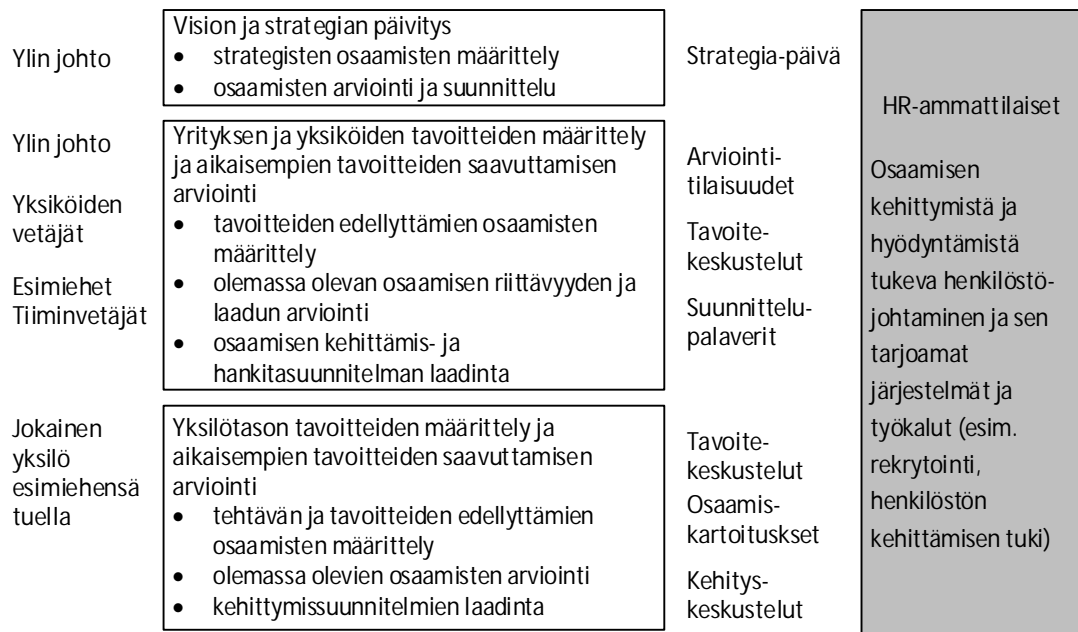 Ylin johto
Vision ja strategian päivitys
• strategisten osaamisten määrittely
• osaamisten arviointi ja suunnittelu
Strategia-päivä
Ylin johto
Yksiköiden
vetäjät
Esimiehet
Tiiminvetäjät
Yrityksen ja yksiköiden tavoitteiden määrittely
ja aikaisempien tavoitteiden saavuttamisen
arviointi
• tavoitteiden edellyttämien osaamisten
määrittely
• olemassa olevan osaamisen riittävyyden ja
laadun arviointi
• osaamisen kehittämis- ja
hankitasuunnitelman laadinta
Arviointi-
tilaisuudet
Tavoite-
keskustelut
Suunnittelu-
palaverit
Jokainen
yksilö
esimiehensä
tuella
Yksilötason tavoitteiden määrittely ja
aikaisempien tavoitteiden saavuttamisen
arviointi
• tehtävän ja tavoitteiden edellyttämien
osaamisten määrittely
• olemassa olevien osaamisten arviointi
• kehittymissuunnitelmien laadinta
Tavoite-
keskustelut
Osaamis-
kartoituskset
Kehitys-
keskustelut
HR-ammattilaiset
Osaamisen
kehittymistä ja
hyödyntämistä
tukeva henkilöstö-
johtaminen ja sen
tarjoamat
järjestelmät ja
työkalut (esim.
rekrytointi,
henkilöstön
kehittämisen tuki)